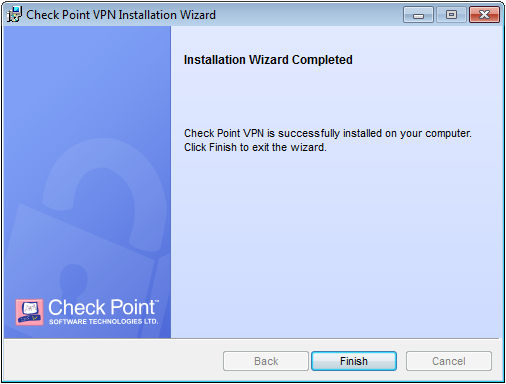 Check Point VPN Installation Wizard
Installation Wizard Completed
Check Point VPN is successfully installed on your computer.
Click Finish to exit the wizard.
Check Point™
SOFTWARE TECHNOLOGIES LTD.
Back
Finish
Cancel